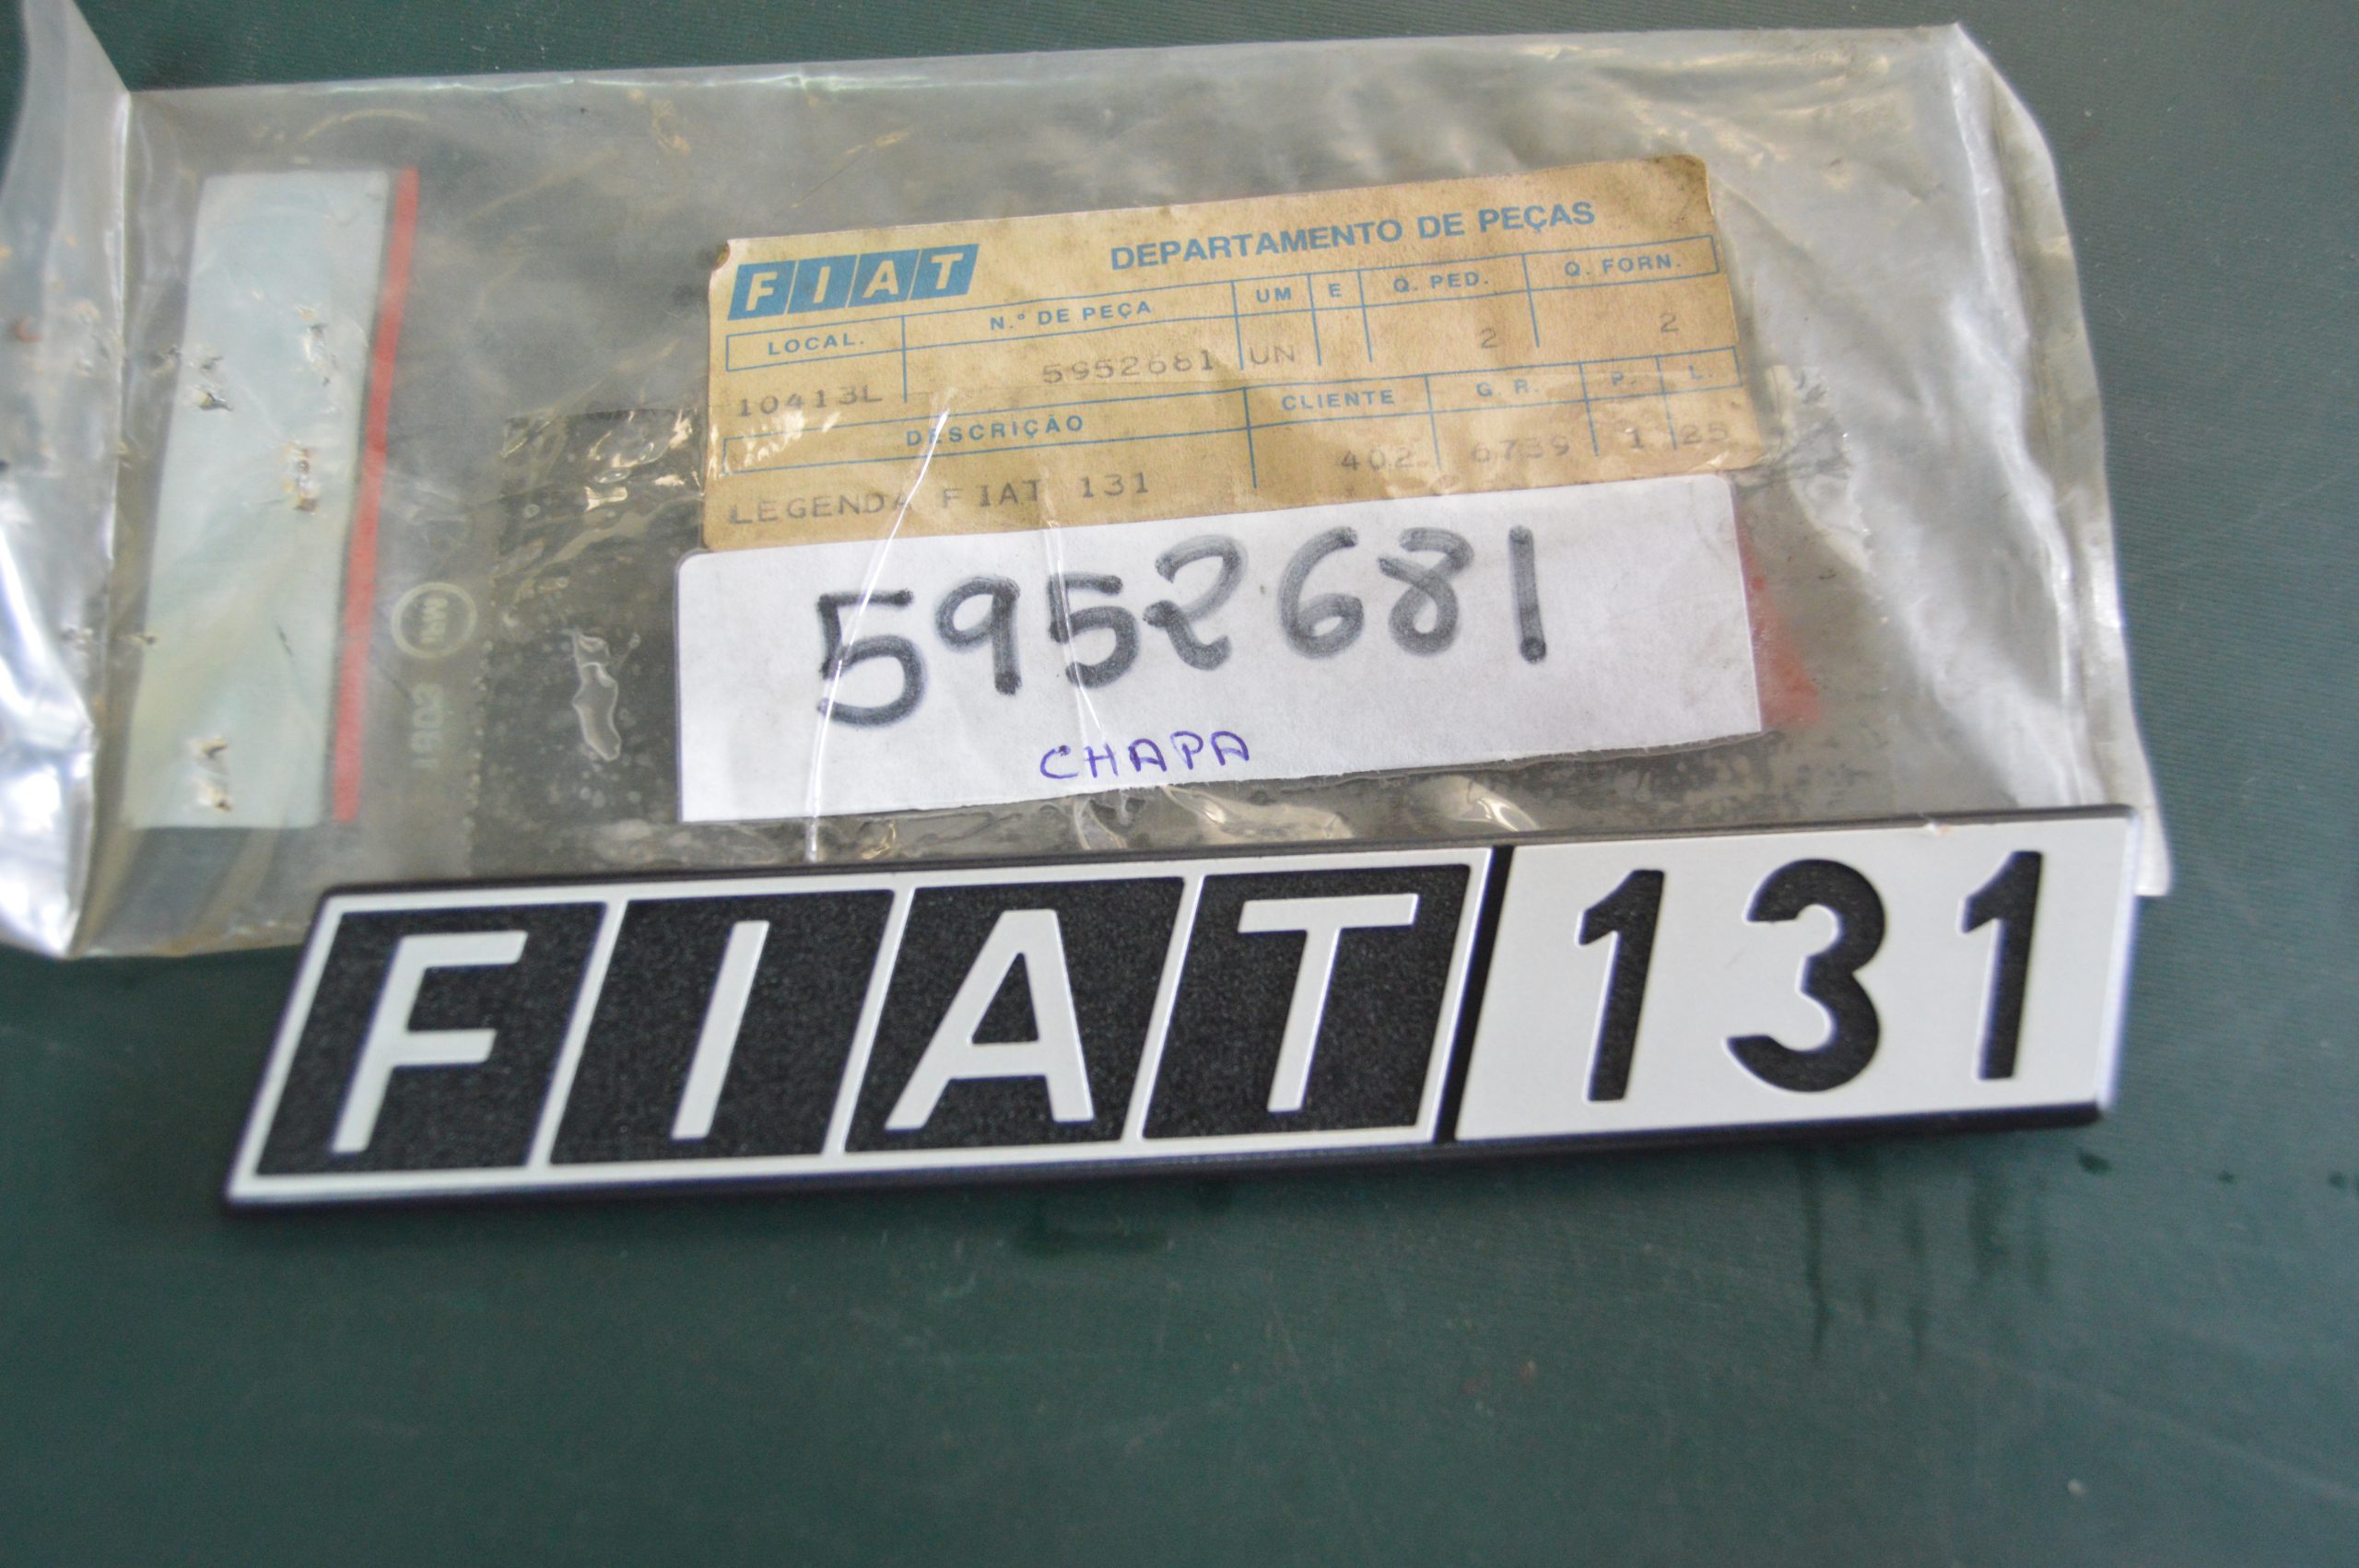 FIAT DEPARTAMENTO DE PEÇAS
LOCAL. N.º DE PEÇA UM E Q. PED. Q. FORN.
10413L 5952681 UN 2 2
DESCRIÇÃO CLIENTE G. R. P. L.
LEGENDA FIAT 131 402 6739 1 25
5952681
CHAPA
FIAT 131